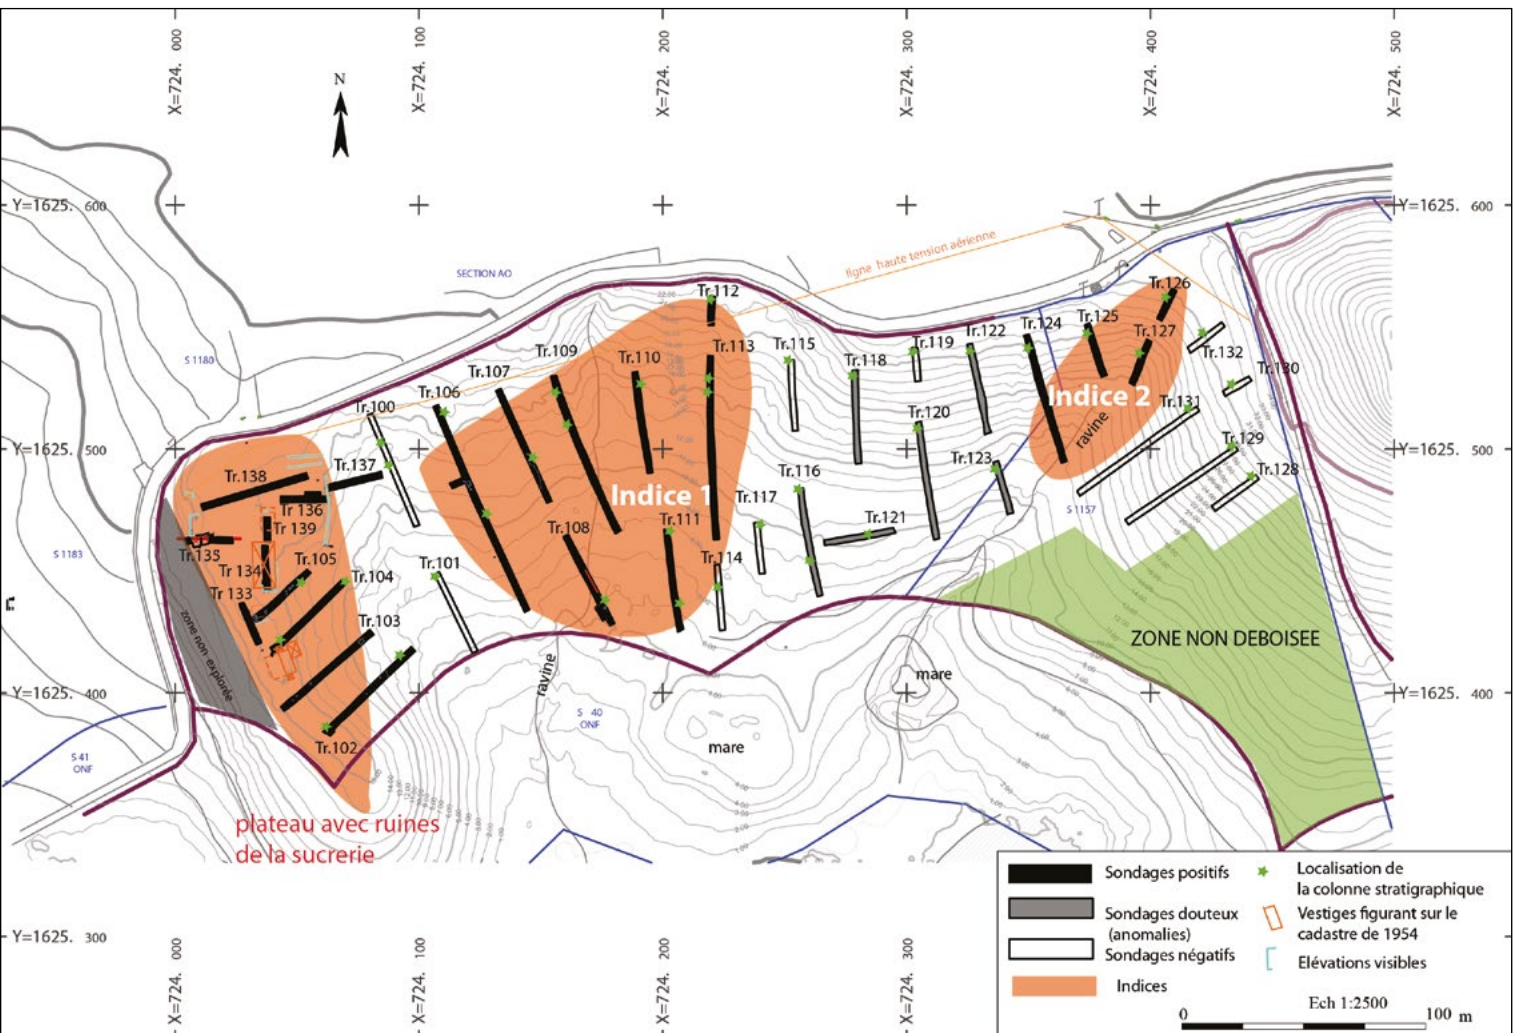 X=724. 000
X=724. 100
X=724. 200
X=724. 300
X=724. 400
X=724. 500
N
Y=1625. 600
Y=1625. 600
SECTION AO
ligne haute tension aérienne
S 1180
Tr.112
Tr.126
Tr.125
Tr.127
Tr.124
Tr.122
Tr.119
Tr.115
Tr.118
Tr.113
Tr.110
Tr.109
Tr.107
Tr.106
Tr.100
Tr.132
Tr.130
Tr.131
Indice 2
ravine
Tr.120
Tr.129
Tr.128
Y=1625. 500
Y=1625. 500
Tr.137
Tr.138
Tr.136
Tr.139
Tr.123
Tr.116
Tr.117
Indice 1
Tr.121
Tr.111
Tr.108
Tr.114
S 1157
S 1183
Tr.135
Tr 134
Tr.105
Tr.104
Tr 133
Tr.103
Tr.101
zone non explorée
ZONE NON DEBOISEE
Y=1625. 400
Y=1625. 400
ravine
mare
mare
S 40
ONF
S 41
ONF
Tr.102
plateau avec ruines
de la sucrerie
Y=1625. 300
X=724. 000
X=724. 100
X=724. 200
X=724. 300
Sondages positifs
Sondages douteux
(anomalies)
Sondages négatifs
Indices
Localisation de
la colonne stratigraphique
Vestiges figurant sur le
cadastre de 1954
Elévations visibles
Ech 1:2500
0
100 m